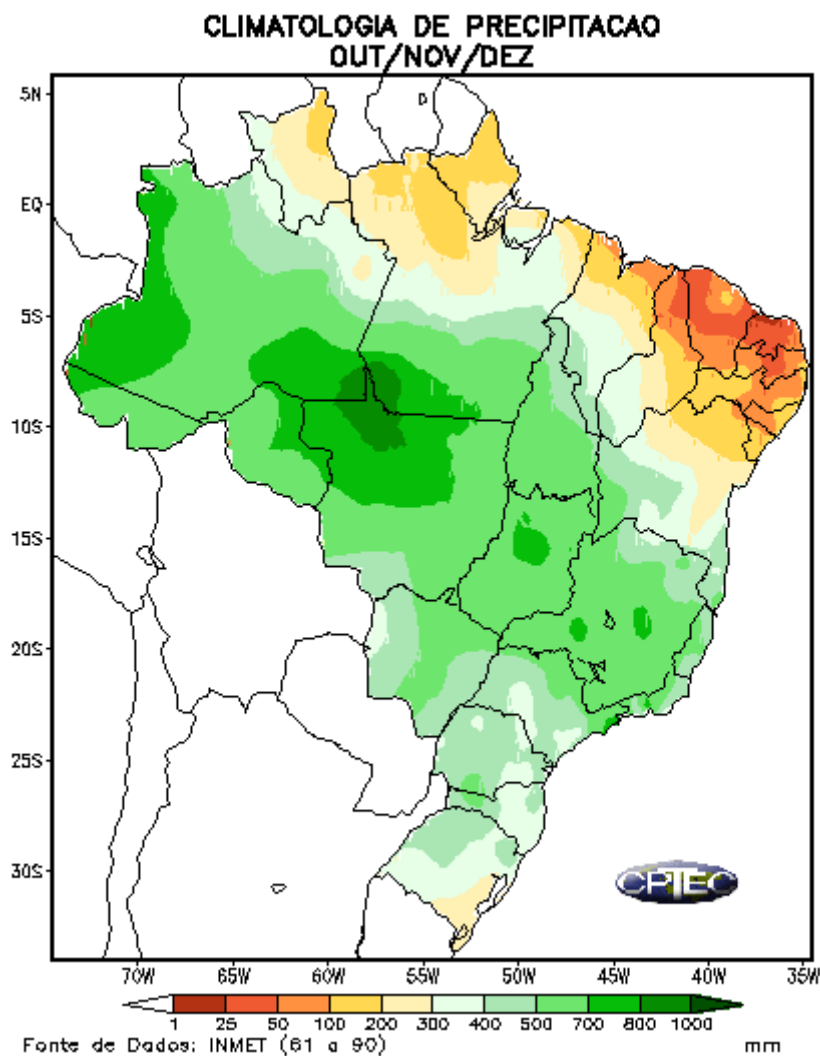 CLIMATOLOGIA DE PRECIPITACAO
OUT/NOV/DEZ
5N
EQ
5S
10S
15S
20S
25S
30S
CPTEC
70W 65W 60W 55W 50W 45W 40W 35W
1 25 50 100 200 300 400 500 700 800 1000
Fonte de Dados: INMET (61 a 90) mm